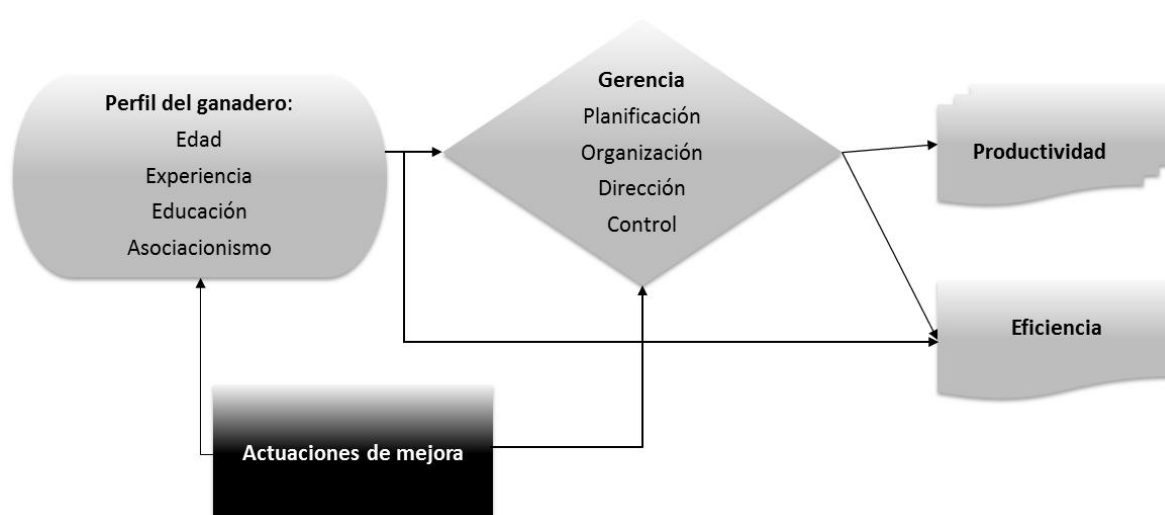 Perfil del ganadero:
Edad
Experiencia
Educación
Asociacionismo
Gerencia
Planificación
Organización
Dirección
Control
Productividad
Eficiencia
Actuaciones de mejora